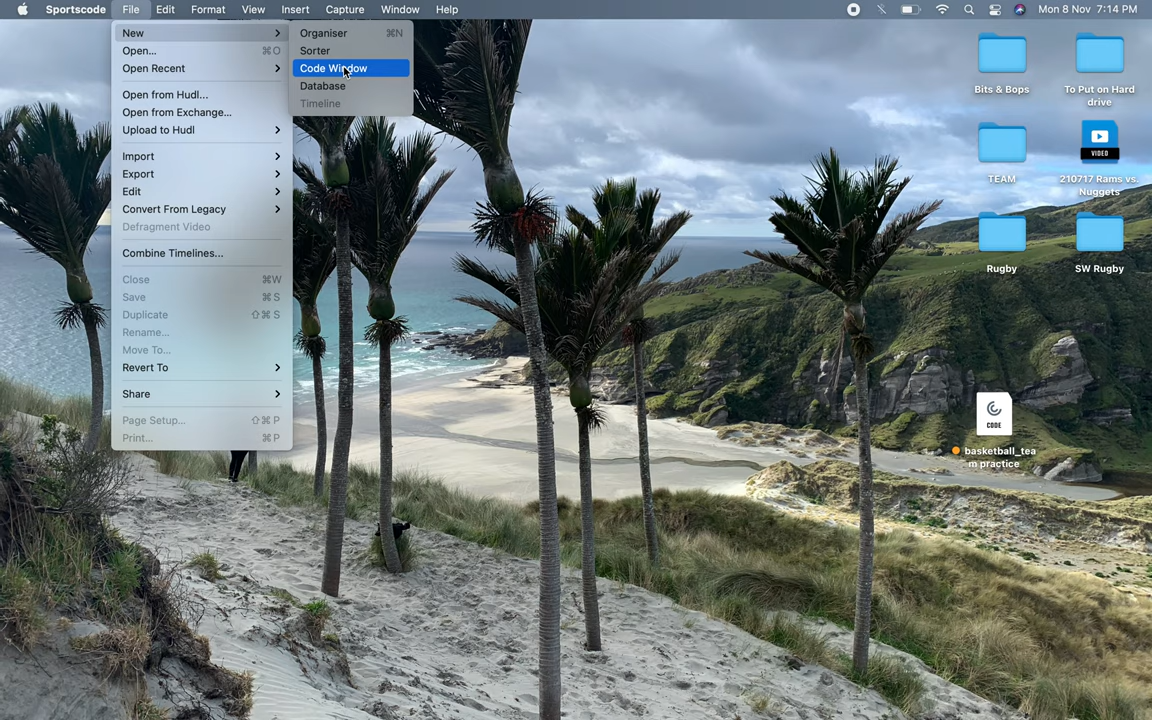 Sportscode File Edit Format View Insert Capture Window Help Mon 8 Nov 7:14 PM
New
Open... ⌘O
Open Recent
Open from Hudl...
Open from Exchange...
Upload to Hudl
Import
Export
Edit
Convert From Legacy
Defragment Video
Combine Timelines...
Close ⌘W
Save ⌘S
Duplicate ⇧⌘S
Rename...
Move To...
Revert To
Share
Page Setup... ⇧⌘P
Print... ⌘P
Organiser ⌘N
Sorter
Code Window
Database
Timeline
Bits & Bops
To Put on Hard
drive
TEAM
VIDEO
210717 Rams vs.
Nuggets
Rugby
SW Rugby
CODE
basketball_tea
m practice